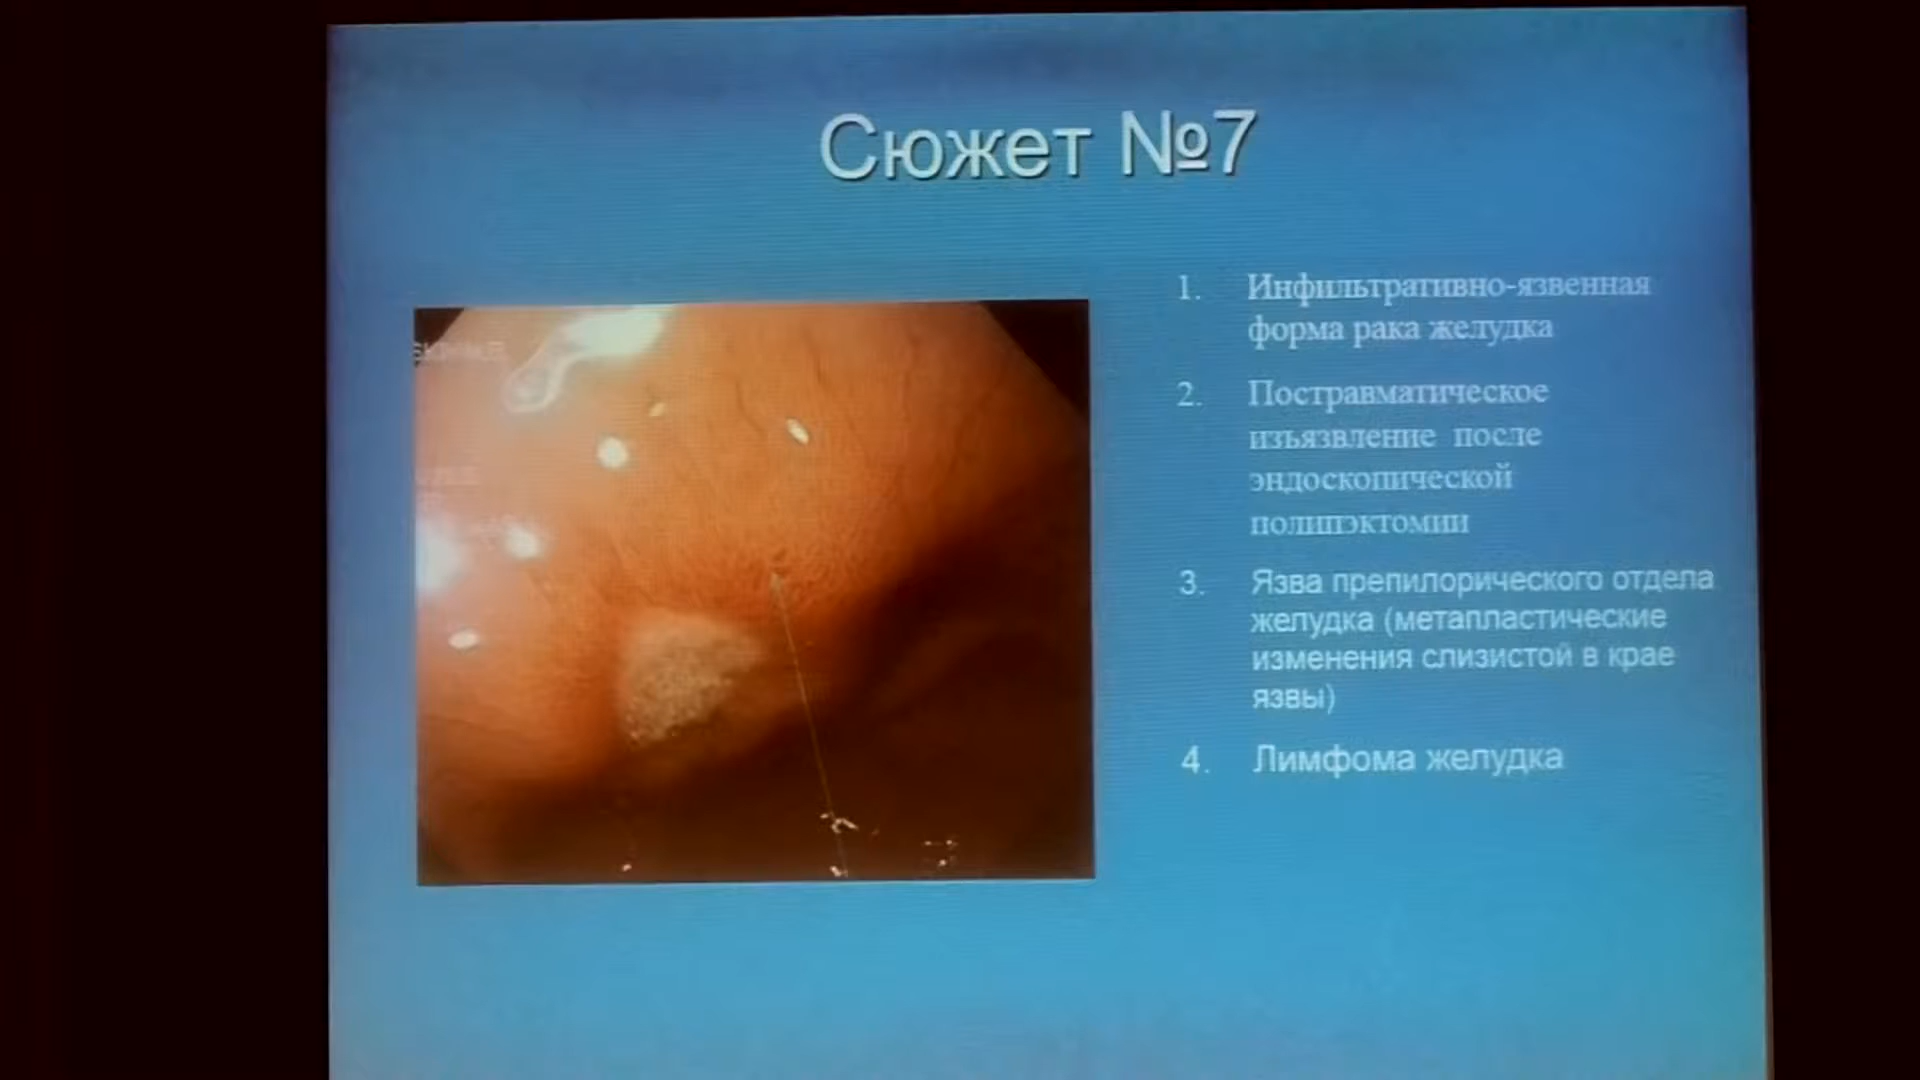 Сюжет №7
1. Инфильтративно-язвенная
форма рака желудка
2. Постравматическое
изъязвление после
эндоскопической
полипэктомии
3. Язва препилорического отдела
желудка (метапластические
изменения слизистой в крае
язвы)
4. Лимфома желудка